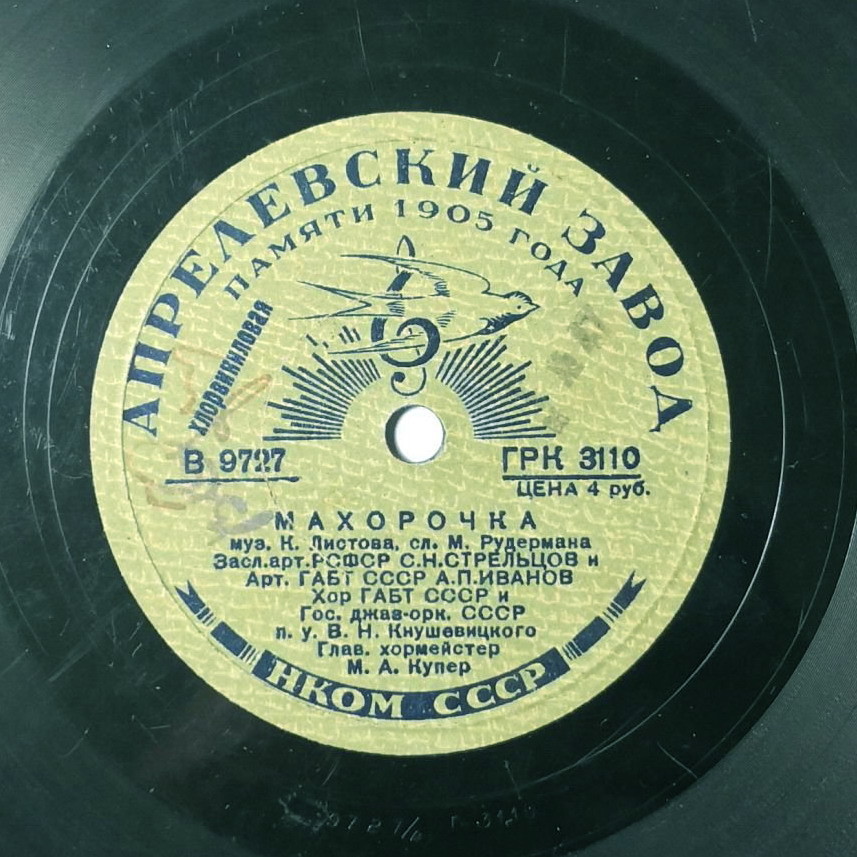 АПРЕЛЕВСКИЙ ЗАВОД
ПАМЯТИ 1905 ГОДА
хлорвиниловая
В 9727
ГРК 3110
ЦЕНА 4 руб.
МАХОРОЧКА
муз. К. Листова, сл. М. Рудермана
Засл.арт.РСФСР С.Н.СТРЕЛЬЦОВ и
Арт. ГАБТ СССР А.П.ИВАНОВ
Хор ГАБТ СССР и
Гос. джаз-орк. СССР
п. у. В. Н. Кнушевицкого
Глав. хормейстер
М. А. Купер
НКОМ СССР